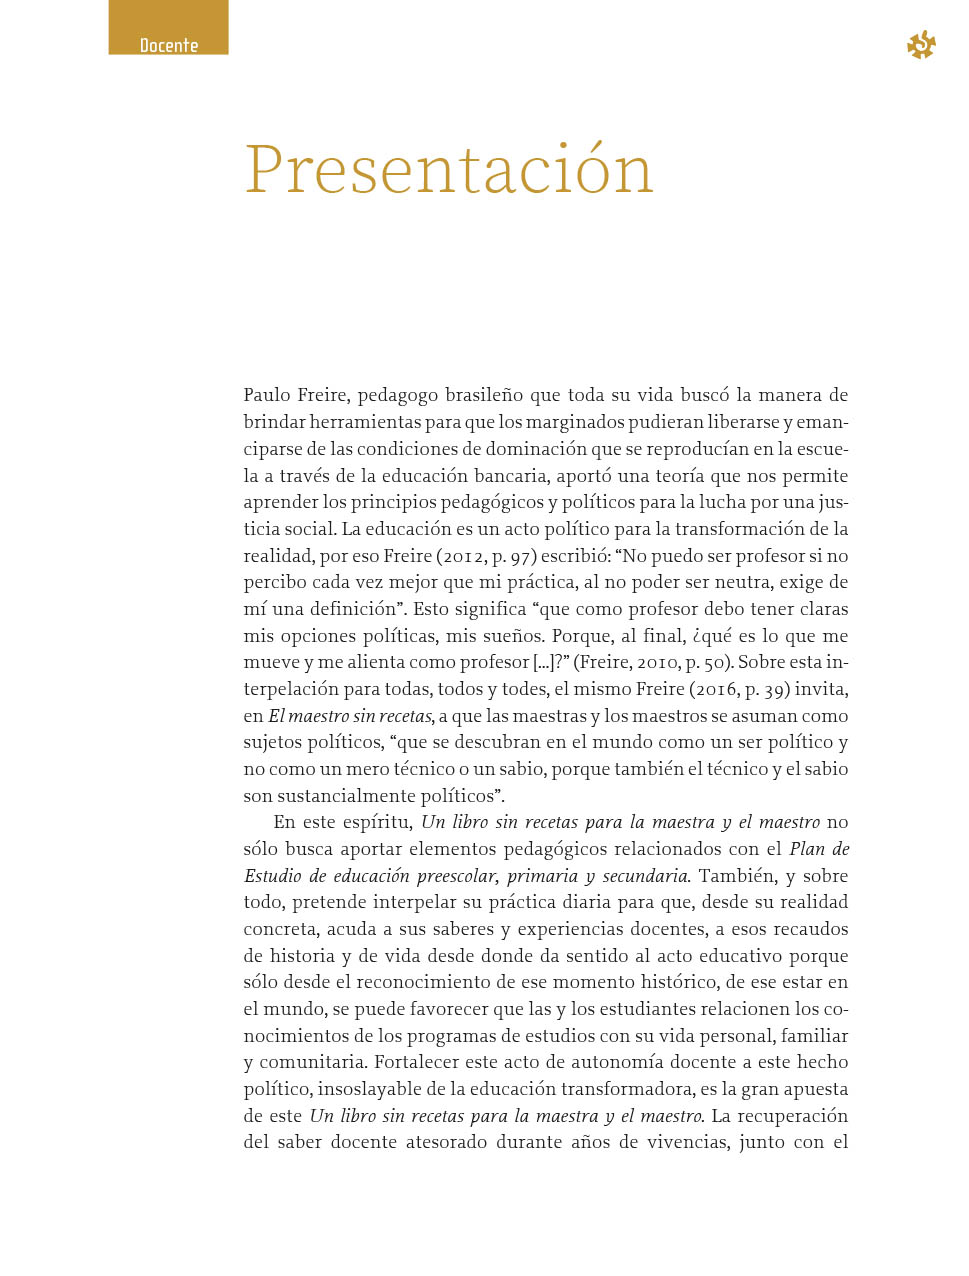 Docente
Presentación
Paulo Freire, pedagogo brasileño que toda su vida buscó la manera de
brindar herramientas para que los marginados pudieran liberarse y eman-
ciparse de las condiciones de dominación que se reproducían en la escue-
la a través de la educación bancaria, aportó una teoría que nos permite
aprender los principios pedagógicos y políticos para la lucha por una jus-
ticia social. La educación es un acto político para la transformación de la
realidad, por eso Freire (2012, p. 97) escribió: “No puedo ser profesor si no
percibo cada vez mejor que mi práctica, al no poder ser neutra, exige de
mí una definición”. Esto significa “que como profesor debo tener claras
mis opciones políticas, mis sueños. Porque, al final, ¿qué es lo que me
mueve y me alienta como profesor [...]?” (Freire, 2010, p. 50). Sobre esta in-
terpelación para todas, todos y todes, el mismo Freire (2016, p. 39) invita,
en El maestro sin recetas, a que las maestras y los maestros se asuman como
sujetos políticos, “que se descubran en el mundo como un ser político y
no como un mero técnico o un sabio, porque también el técnico y el sabio
son sustancialmente políticos”.
En este espíritu, Un libro sin recetas para la maestra y el maestro no
sólo busca aportar elementos pedagógicos relacionados con el Plan de
Estudio de educación preescolar, primaria y secundaria. También, y sobre
todo, pretende interpelar su práctica diaria para que, desde su realidad
concreta, acuda a sus saberes y experiencias docentes, a esos recaudos
de historia y de vida desde donde da sentido al acto educativo porque
sólo desde el reconocimiento de ese momento histórico, de ese estar en
el mundo, se puede favorecer que las y los estudiantes relacionen los co-
nocimientos de los programas de estudios con su vida personal, familiar
y comunitaria. Fortalecer este acto de autonomía docente a este hecho
político, insoslayable de la educación transformadora, es la gran apuesta
de este Un libro sin recetas para la maestra y el maestro. La recuperación
del saber docente atesorado durante años de vivencias, junto con el